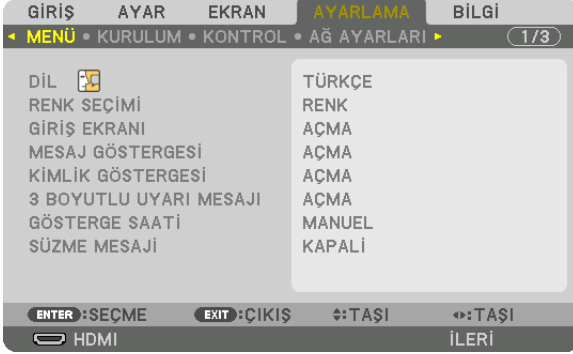 GİRİŞ AYAR EKRAN AYARLAMA BİLGİ
MENÜ • KURULUM • KONTROL • AĞ AYARLARI 1/3
DİL TÜRKÇE
RENK SEÇİMİ RENK
GİRİŞ EKRANI AÇMA
MESAJ GÖSTERGESİ AÇMA
KİMLİK GÖSTERGESİ AÇMA
3 BOYUTLU UYARI MESAJI AÇMA
GÖSTERGE SAATİ MANUEL
SÜZME MESAJİ KAPALİ
ENTER :SEÇME EXIT :ÇIKIŞ :TAŞI :TAŞI
HDMI İLERİ